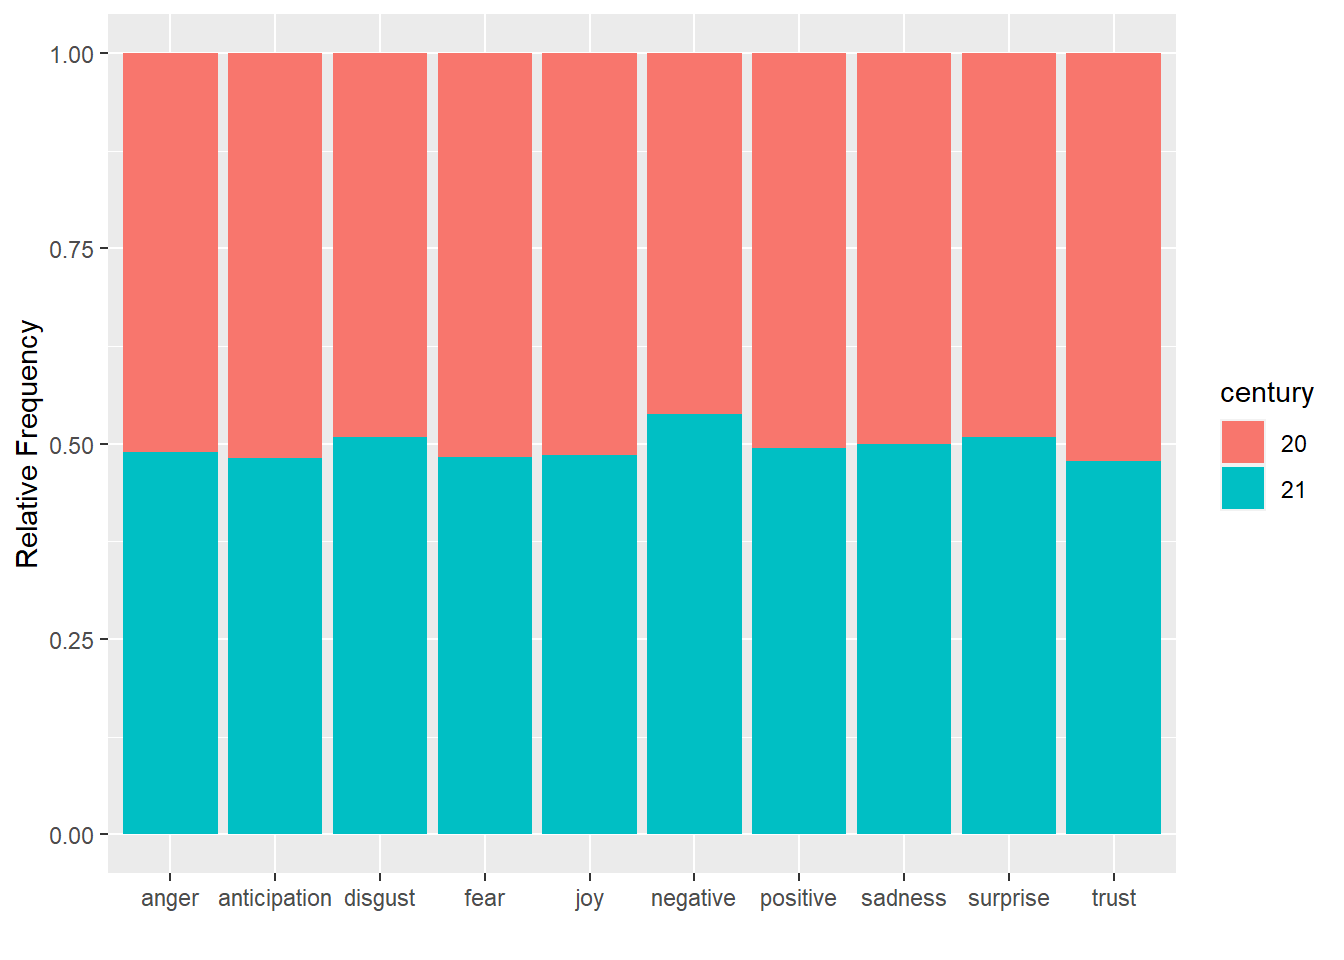 1.00
0.75
0.50
0.25
0.00
Relative Frequency
anger anticipation disgust fear joy negative positive sadness surprise trust
century
20
21